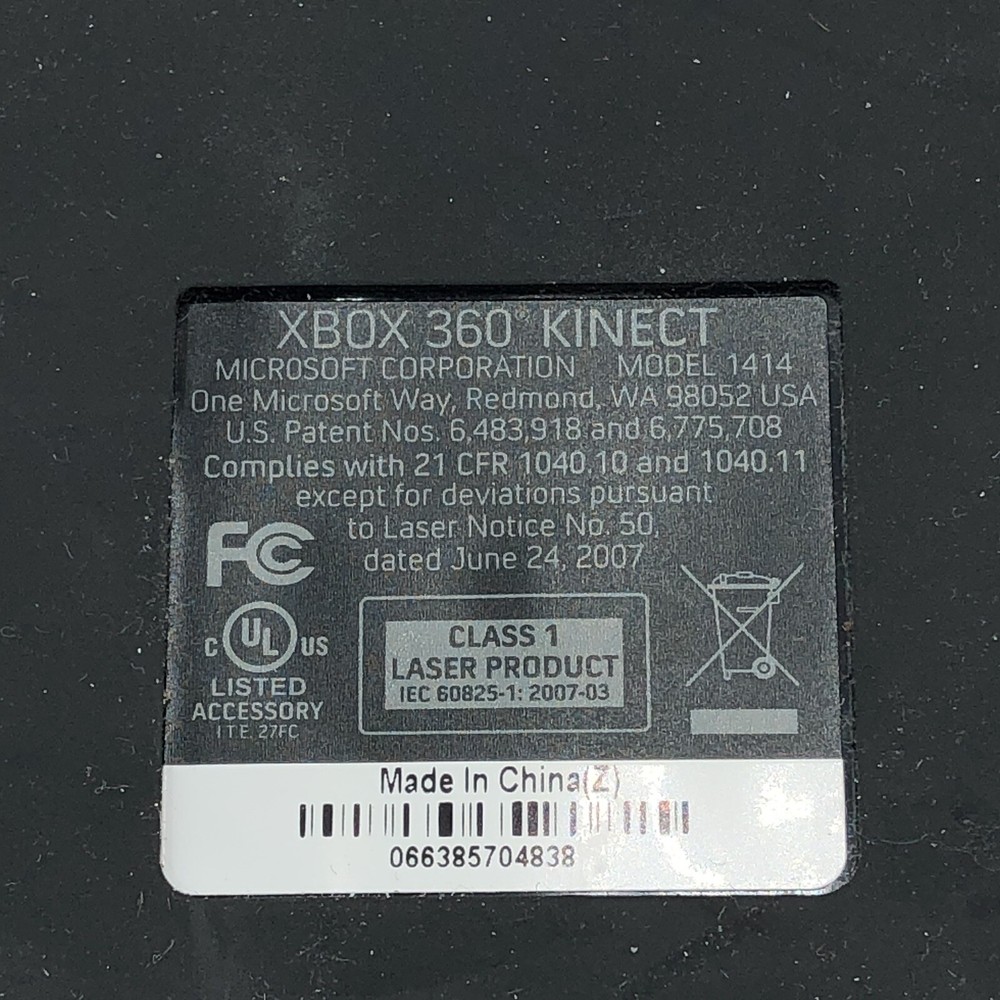 XBOX 360® KINECT
MICROSOFT CORPORATION MODEL 1414
One Microsoft Way, Redmond, WA 98052 USA
U.S. Patent Nos. 6,483,918 and 6,775,708
Complies with 21 CFR 1040.10 and 1040.11
except for deviations pursuant
to Laser Notice No. 50,
dated June 24, 2007
FC
C UL US
LISTED
ACCESSORY
I.T.E. 27FC
CLASS 1
LASER PRODUCT
IEC 60825-1: 2007-03
Made In China(Z)
066385704838